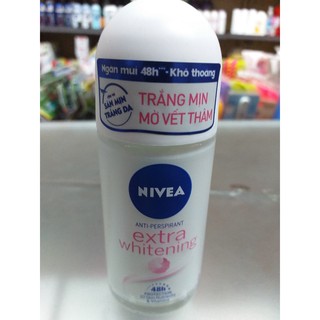 Ngăn mùi 48h*** - Khô thoáng
SĂN MỊN
TRẮNG DA
TRẮNG MỊN
MỜ VẾT THÂM
NIVEA
ANTI-PERSPIRANT
extra
whitening
48h